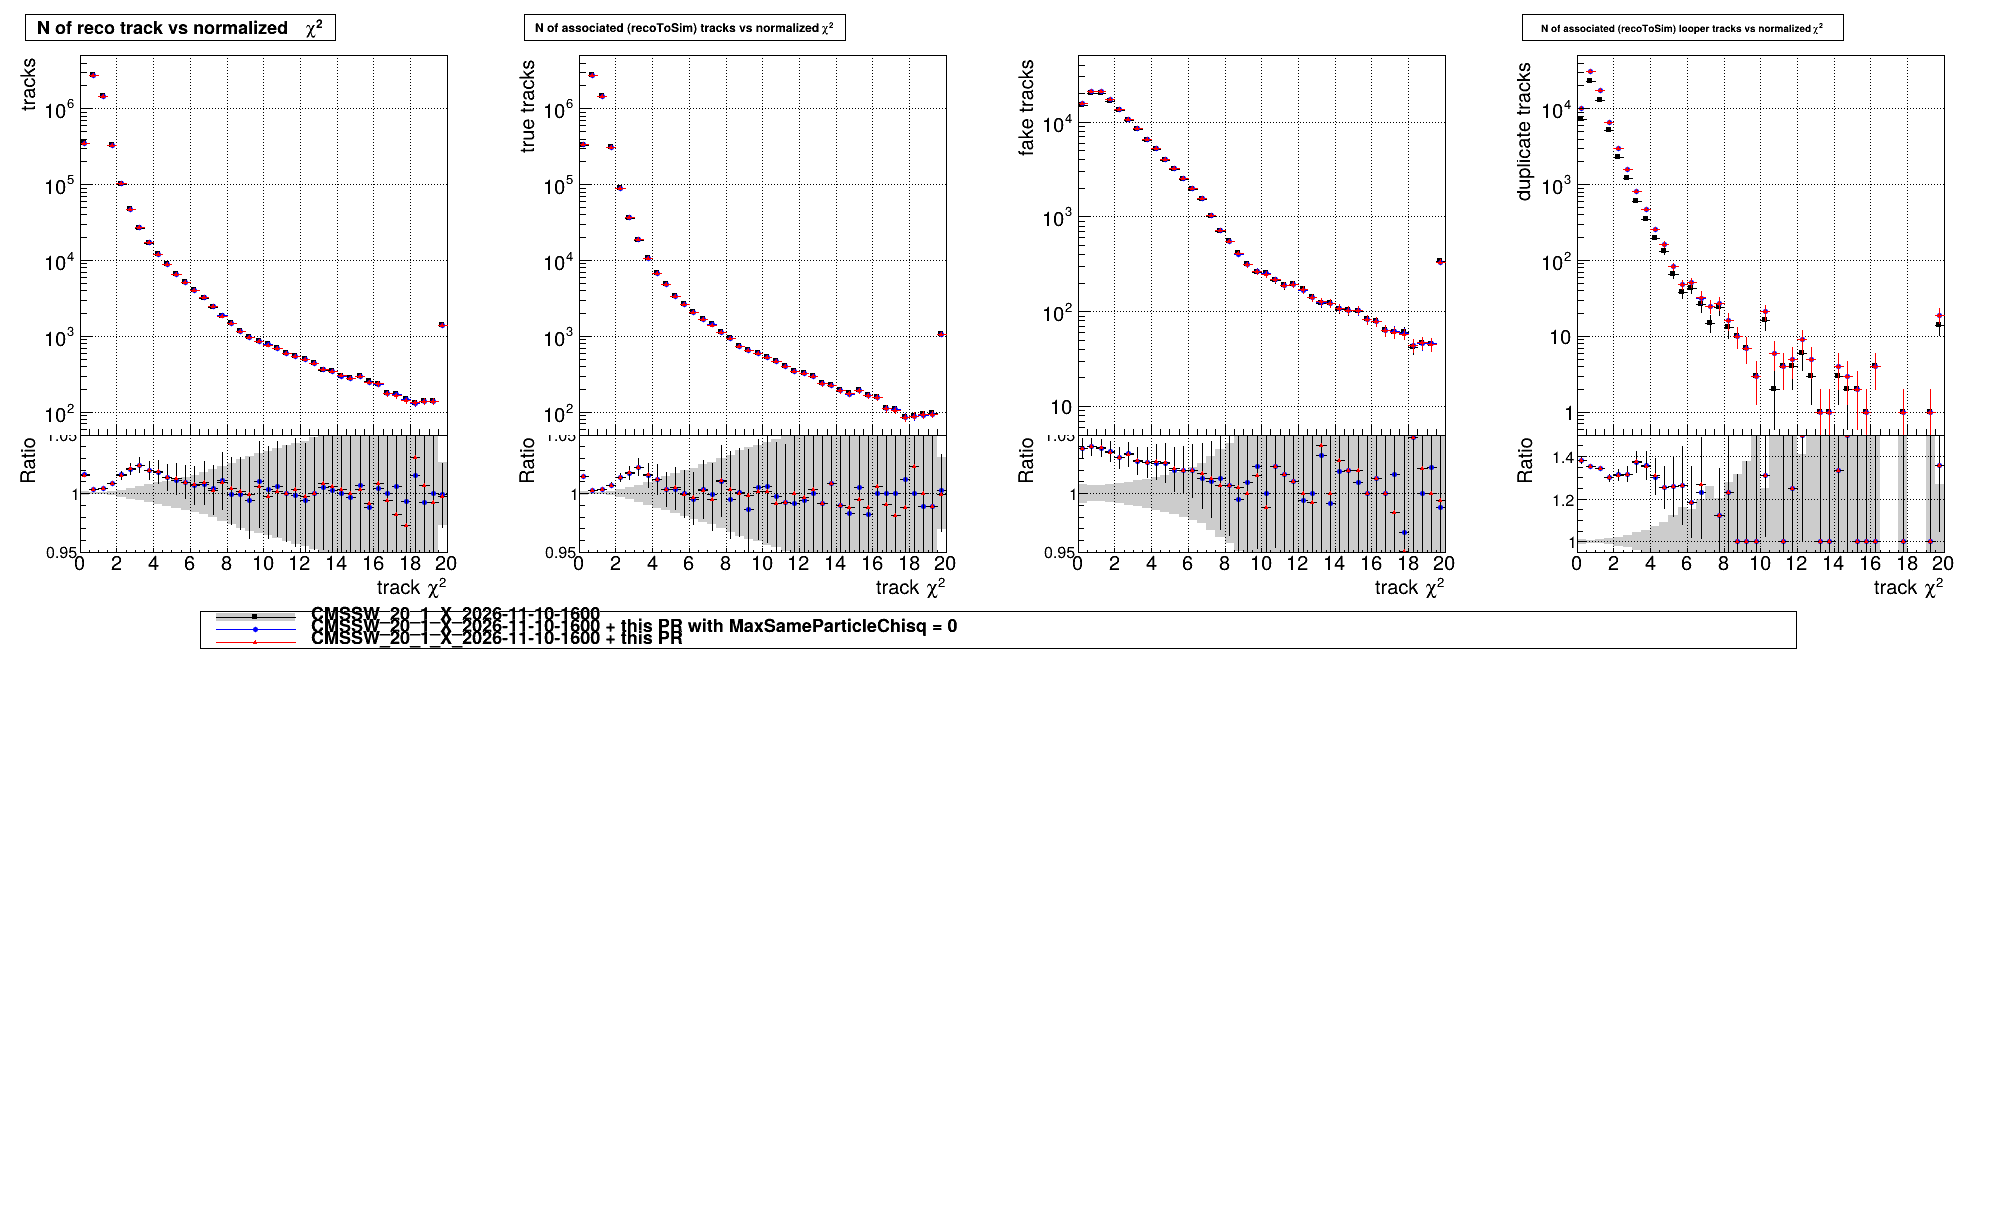 N of reco track vs normalized χ²
N of associated (recoToSim) tracks vs normalized χ²
N of associated (recoToSim) looper tracks vs normalized χ²
tracks
10⁶
10⁵
10⁴
10³
10²
Ratio
1.05
1
0.95
0 2 4 6 8 10 12 14 16 18 20
track χ²
true tracks
10⁶
10⁵
10⁴
10³
10²
Ratio
1.05
1
0.95
0 2 4 6 8 10 12 14 16 18 20
track χ²
fake tracks
10⁴
10³
10²
10
Ratio
1.05
1
0.95
0 2 4 6 8 10 12 14 16 18 20
track χ²
duplicate tracks
10⁴
10³
10²
10
1
Ratio
1.4
1.2
1
0 2 4 6 8 10 12 14 16 18 20
track χ²
CMSSW_20_1_X_2026-11-10-1600
CMSSW_20_1_X_2026-11-10-1600 + this PR with MaxSameParticleChisq = 0
CMSSW_20_1_X_2026-11-10-1600 + this PR